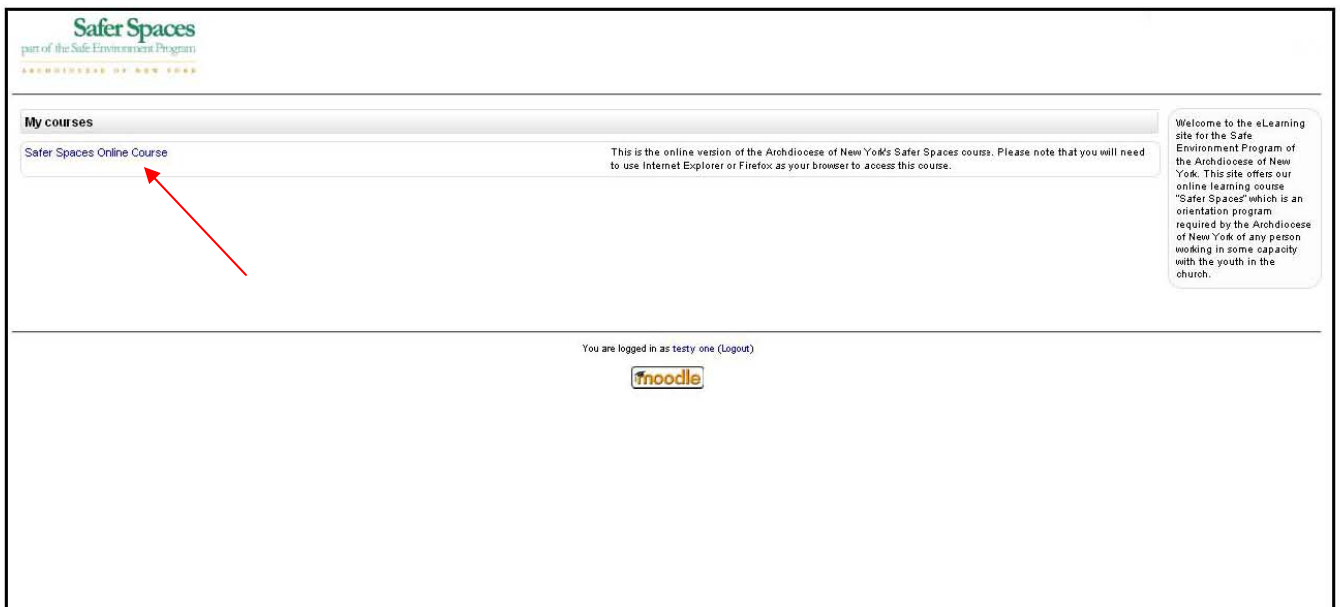 Safer Spaces
part of the Safe Environment Program
ARCHDIOCESE OF NEW YORK
My courses
Safer Spaces Online Course
This is the online version of the Archdiocese of New York's Safer Spaces course. Please note that you will need
to use Internet Explorer or Firefox as your browser to access this course.
Welcome to the eLearning
site for the Safe
Environment Program of
the Archdiocese of New
York. This site offers our
online learning course
"Safer Spaces" which is an
orientation program
required by the Archdiocese
of New York of any person
working in some capacity
with the youth in the
church.
You are logged in as testy one (Logout)
moodle